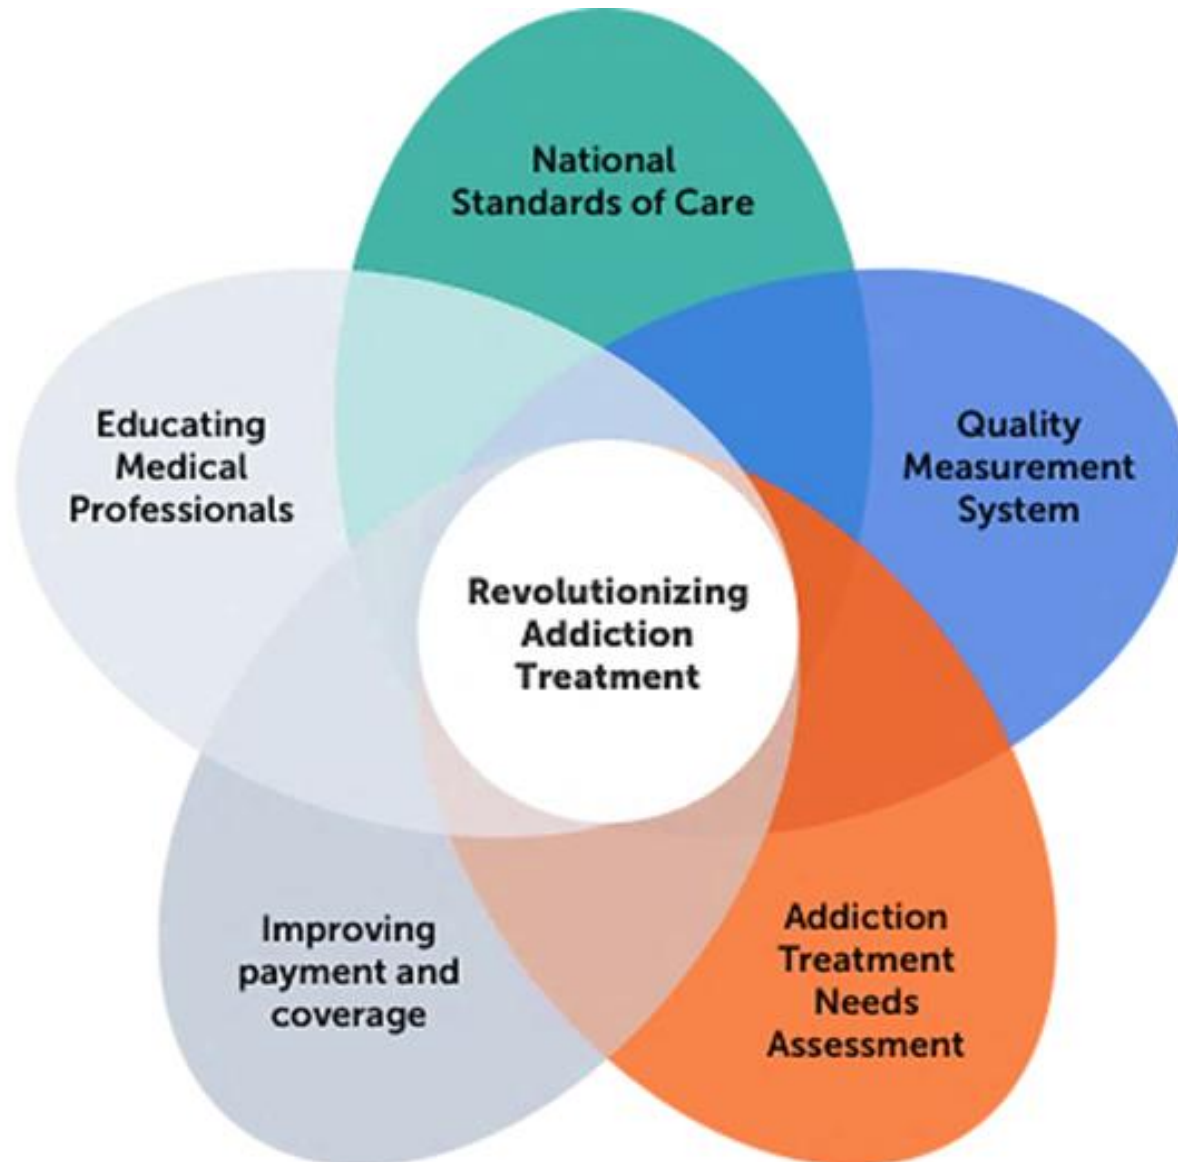 National
Standards of Care
Quality
Measurement
System
Addiction
Treatment
Needs
Assessment
Improving
payment and
coverage
Educating
Medical
Professionals
Revolutionizing
Addiction
Treatment